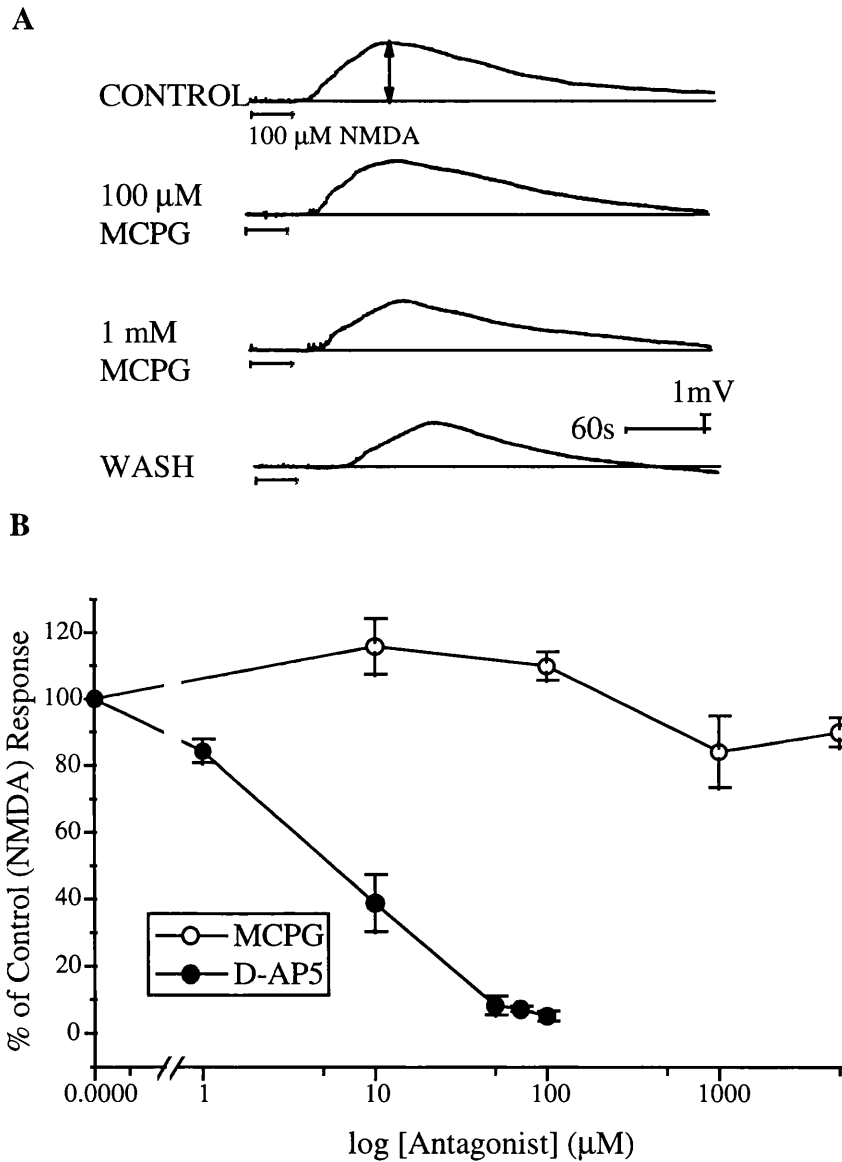 A
CONTROL
100 μM NMDA
100 μM
MCPG
1 mM
MCPG
1mV
60s
WASH
B
% of Control (NMDA) Response
120
100
80
60
40
20
0
MCPG
D-AP5
0.0000 1 10 100 1000
log [Antagonist] (μM)